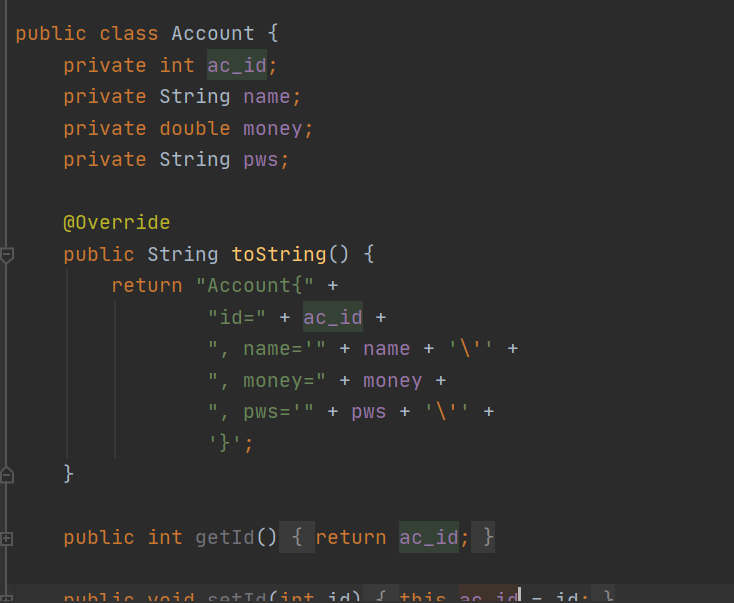 public class Account {
private int ac_id;
private String name;
private double money;
private String pws;
@Override
public String toString() {
return "Account{" +
"id=" + ac_id +
", name='" + name + '\'' +
", money=" + money +
", pws='" + pws + '\'' +
'}';
}
public int getId() { return ac_id; }
public void setId(int id) { this.ac_id = id; }